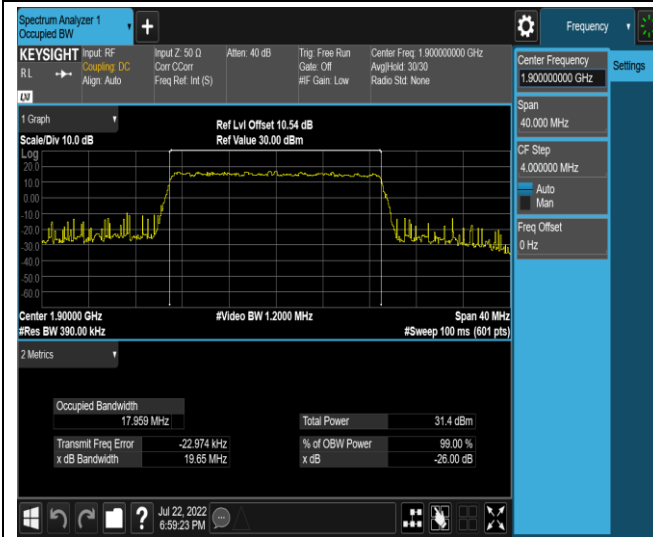 Spectrum Analyzer 1
Occupied BW
Frequency
KEYSIGHT
RL
Input: RF
Coupling: DC
Align: Auto
Input Z: 50 Ω
Corr CCorr
Freq Ref: Int (S)
Atten: 40 dB
Trig: Free Run
Gate: Off
#IF Gain: Low
Center Freq: 1.900000000 GHz
Avg|Hold: 30/30
Radio Std: None
LXI
Center Frequency
1.900000000 GHz
Settings
Span
40.000 MHz
CF Step
4.000000 MHz
Auto
Man
Freq Offset
0 Hz
1 Graph
Scale/Div 10.0 dB
Ref Lvl Offset 10.54 dB
Ref Value 30.00 dBm
Log
20.0
10.0
0.00
-10.0
-20.0
-30.0
-40.0
-50.0
-60.0
Center 1.90000 GHz
#Res BW 390.00 kHz
#Video BW 1.2000 MHz
Span 40 MHz
#Sweep 100 ms (601 pts)
2 Metrics
Occupied Bandwidth
17.959 MHz
Total Power 31.4 dBm
Transmit Freq Error -22.974 kHz
% of OBW Power 99.00 %
x dB Bandwidth 19.65 MHz
x dB -26.00 dB
?
Jul 22, 2022
6:59:23 PM